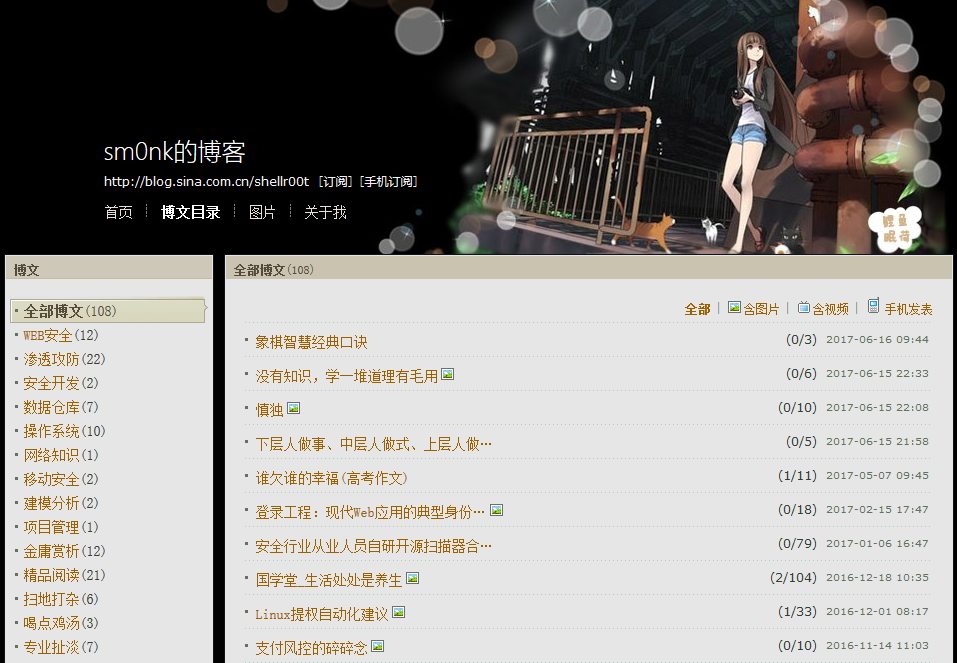 sm0nk的博客
http://blog.sina.com.cn/shellr00t [订阅] [手机订阅]
首页 博文目录 图片 关于我
鲤鱼
眠荷
博文
全部博文(108)
WEB安全(12)
渗透攻防(22)
安全开发(2)
数据仓库(7)
操作系统(10)
网络知识(1)
移动安全(2)
建模分析(2)
项目管理(1)
金庸赏析(12)
精品阅读(21)
扫地打杂(6)
喝点鸡汤(3)
专业扯淡(7)
全部博文(108)
全部 | 含图片 | 含视频 | 手机发表
象棋智慧经典口诀 (0/3) 2017-06-16 09:44
没有知识，学一堆道理有毛用 (0/6) 2017-06-15 22:33
慎独 (0/10) 2017-06-15 22:08
下层人做事、中层人做式、上层人做… (0/5) 2017-06-15 21:58
谁欠谁的幸福(高考作文) (1/11) 2017-05-07 09:45
登录工程：现代Web应用的典型身份… (0/18) 2017-02-15 17:47
安全行业从业人员自研开源扫描器合… (0/79) 2017-01-06 16:47
国学堂_生活处处是养生 (2/104) 2016-12-18 10:35
Linux提权自动化建议 (1/33) 2016-12-01 08:17
支付风控的碎碎念 (0/10) 2016-11-14 11:03